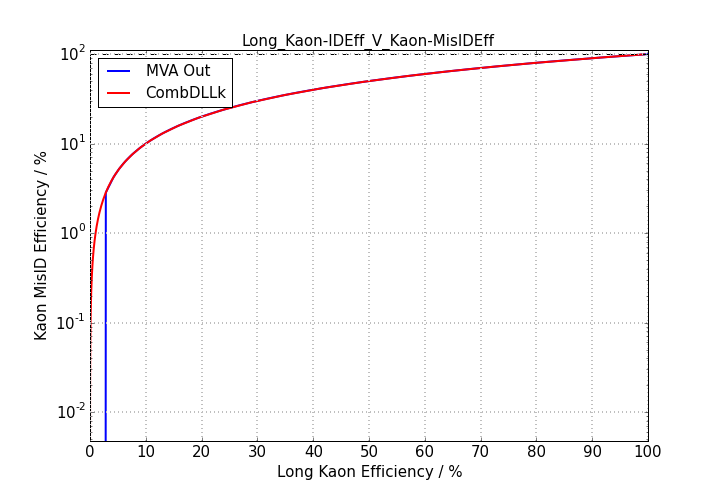 Long_Kaon-IDEff_V_Kaon-MisIDEff
MVA Out
CombDLLk
Kaon MisID Efficiency / %
10^2
10^1
10^0
10^-1
10^-2
0 10 20 30 40 50 60 70 80 90 100
Long Kaon Efficiency / %